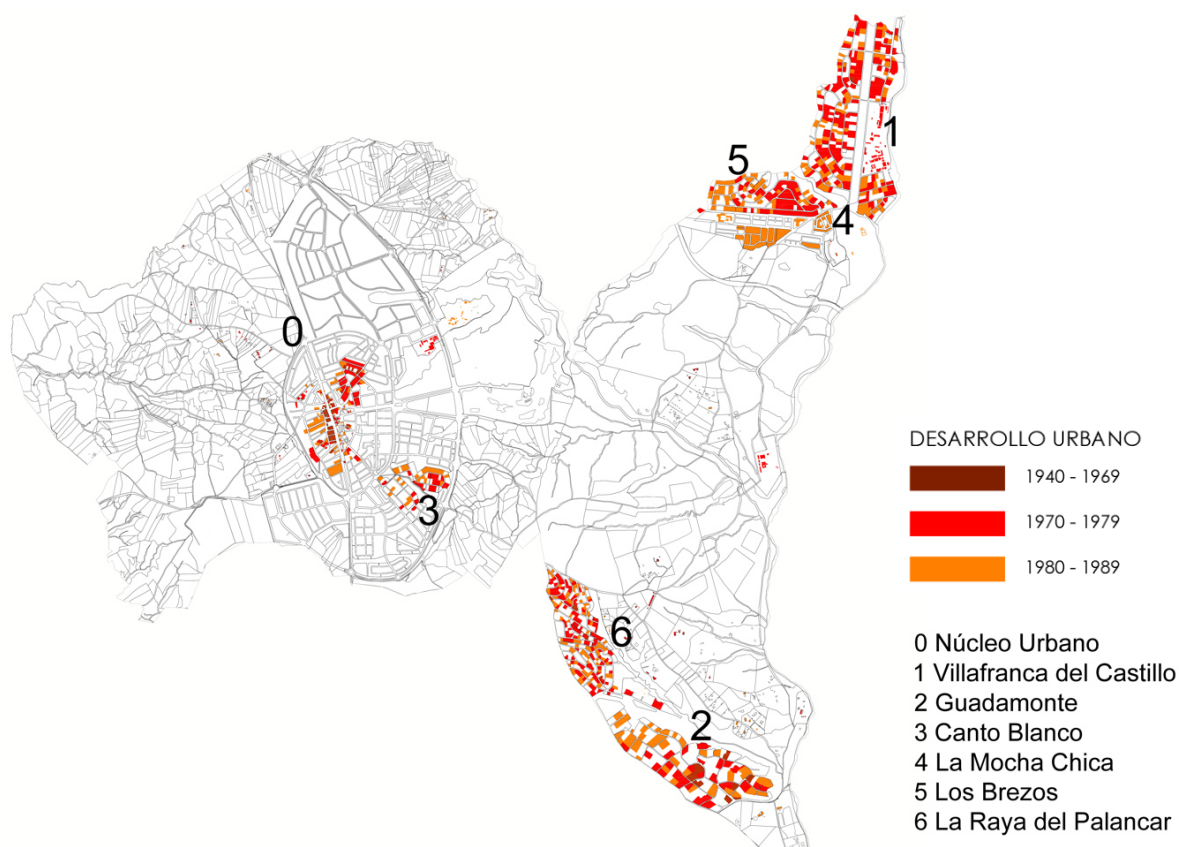 1
5
4
0
3
6
2
DESARROLLO URBANO
1940 - 1969
1970 - 1979
1980 - 1989
0 Núcleo Urbano
1 Villafranca del Castillo
2 Guadamonte
3 Canto Blanco
4 La Mocha Chica
5 Los Brezos
6 La Raya del Palancar